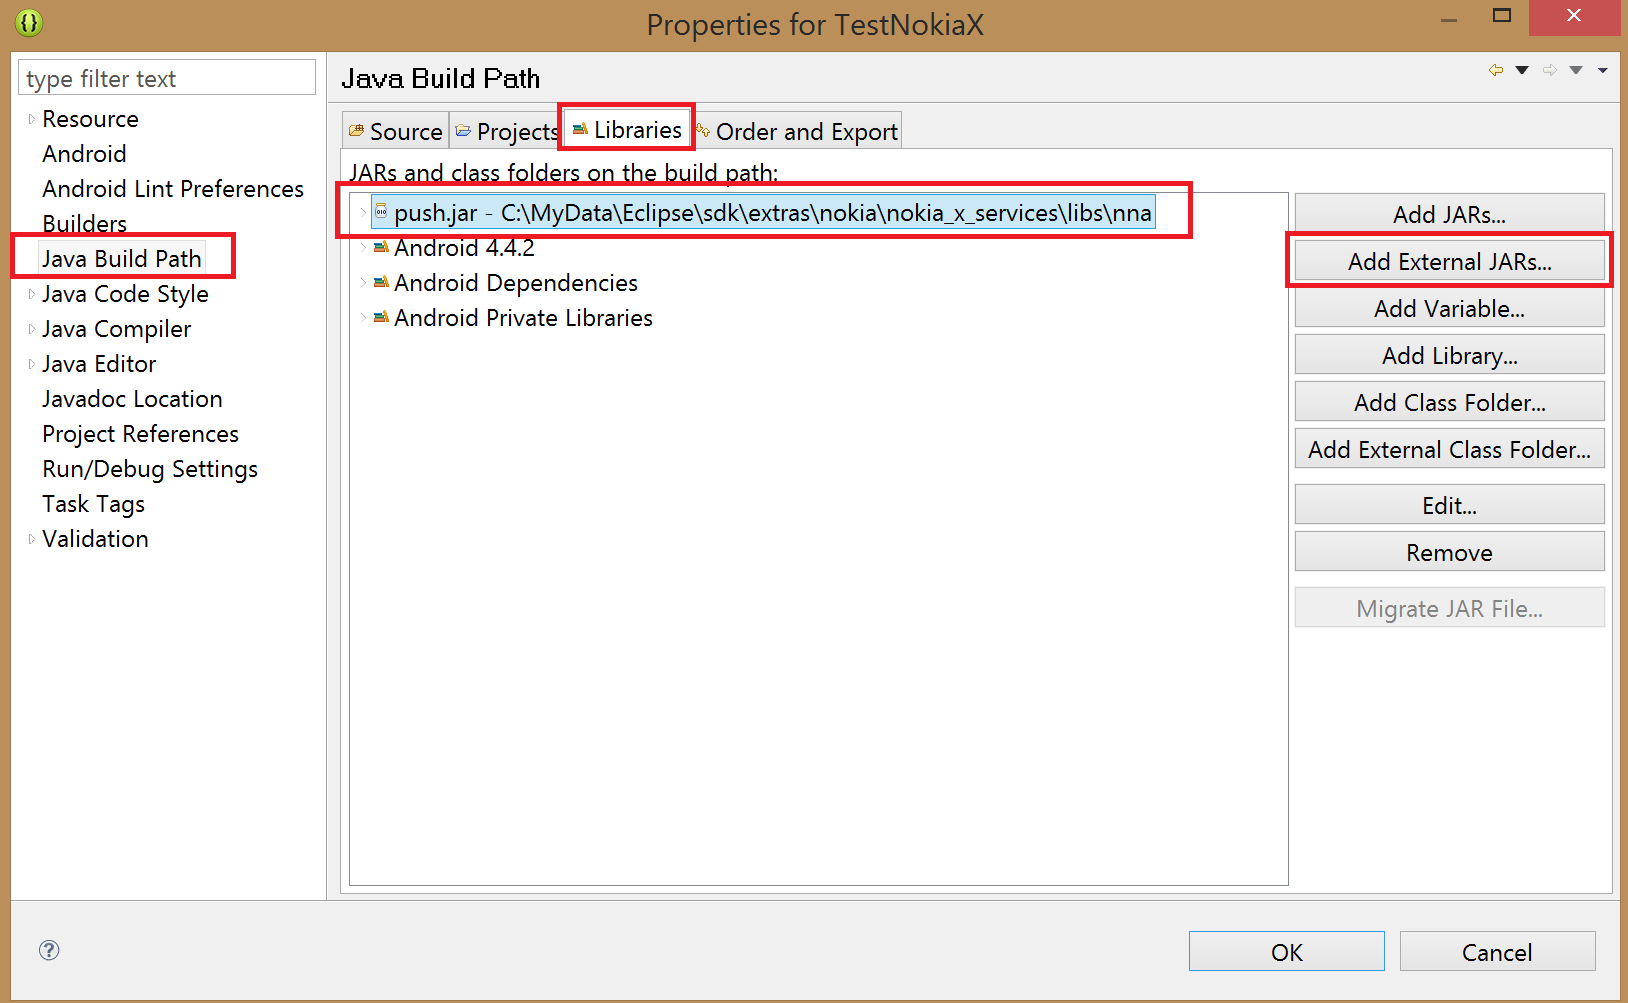 Properties for TestNokiaX
type filter text
Resource
Android
Android Lint Preferences
Builders
Java Build Path
Java Code Style
Java Compiler
Java Editor
Javadoc Location
Project References
Run/Debug Settings
Task Tags
Validation
Java Build Path
Source Projects Libraries Order and Export
JARs and class folders on the build path:
push.jar - C:\MyData\Eclipse\sdk\extras\nokia\nokia_x_services\libs\nna
Android 4.4.2
Android Dependencies
Android Private Libraries
Add JARs...
Add External JARs...
Add Variable...
Add Library...
Add Class Folder...
Add External Class Folder...
Edit...
Remove
Migrate JAR File...
OK Cancel